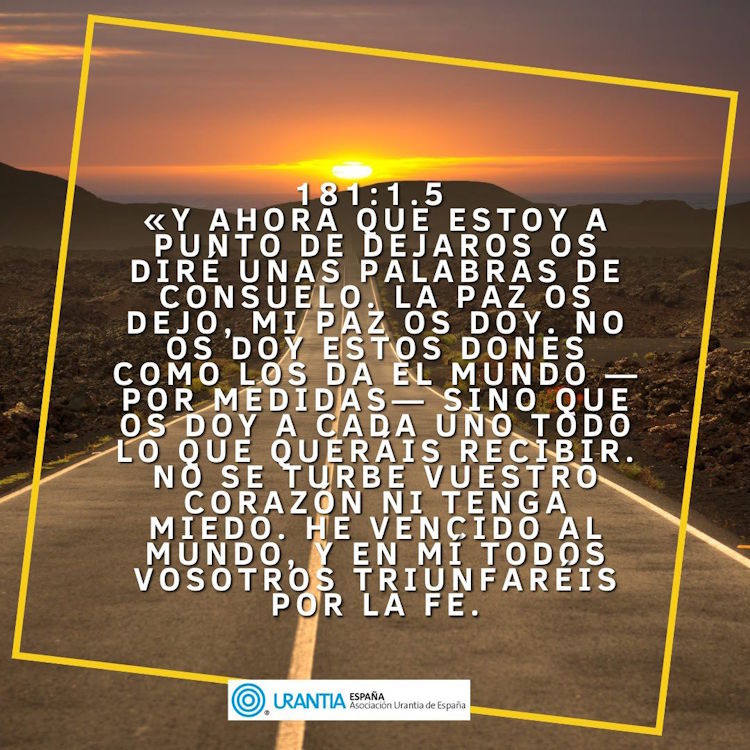 181:1.5
«Y AHORA QUE ESTOY A
PUNTO DE DEJAROS OS
DIRÉ UNAS PALABRAS DE
CONSUELO. LA PAZ OS
DEJO, MI PAZ OS DOY. NO
OS DOY ESTOS DONES
COMO LOS DA EL MUNDO —
POR MEDIDAS— SINO QUE
OS DOY A CADA UNO TODO
LO QUE QUERÁIS RECIBIR.
NO SE TURBE VUESTRO
CORAZÓN NI TENGA
MIEDO. HE VENCIDO AL
MUNDO, Y EN MÍ TODOS
VOSOTROS TRIUNFARÉIS
POR LA FE.
® URANTIA ESPAÑA
Asociación Urantia de España